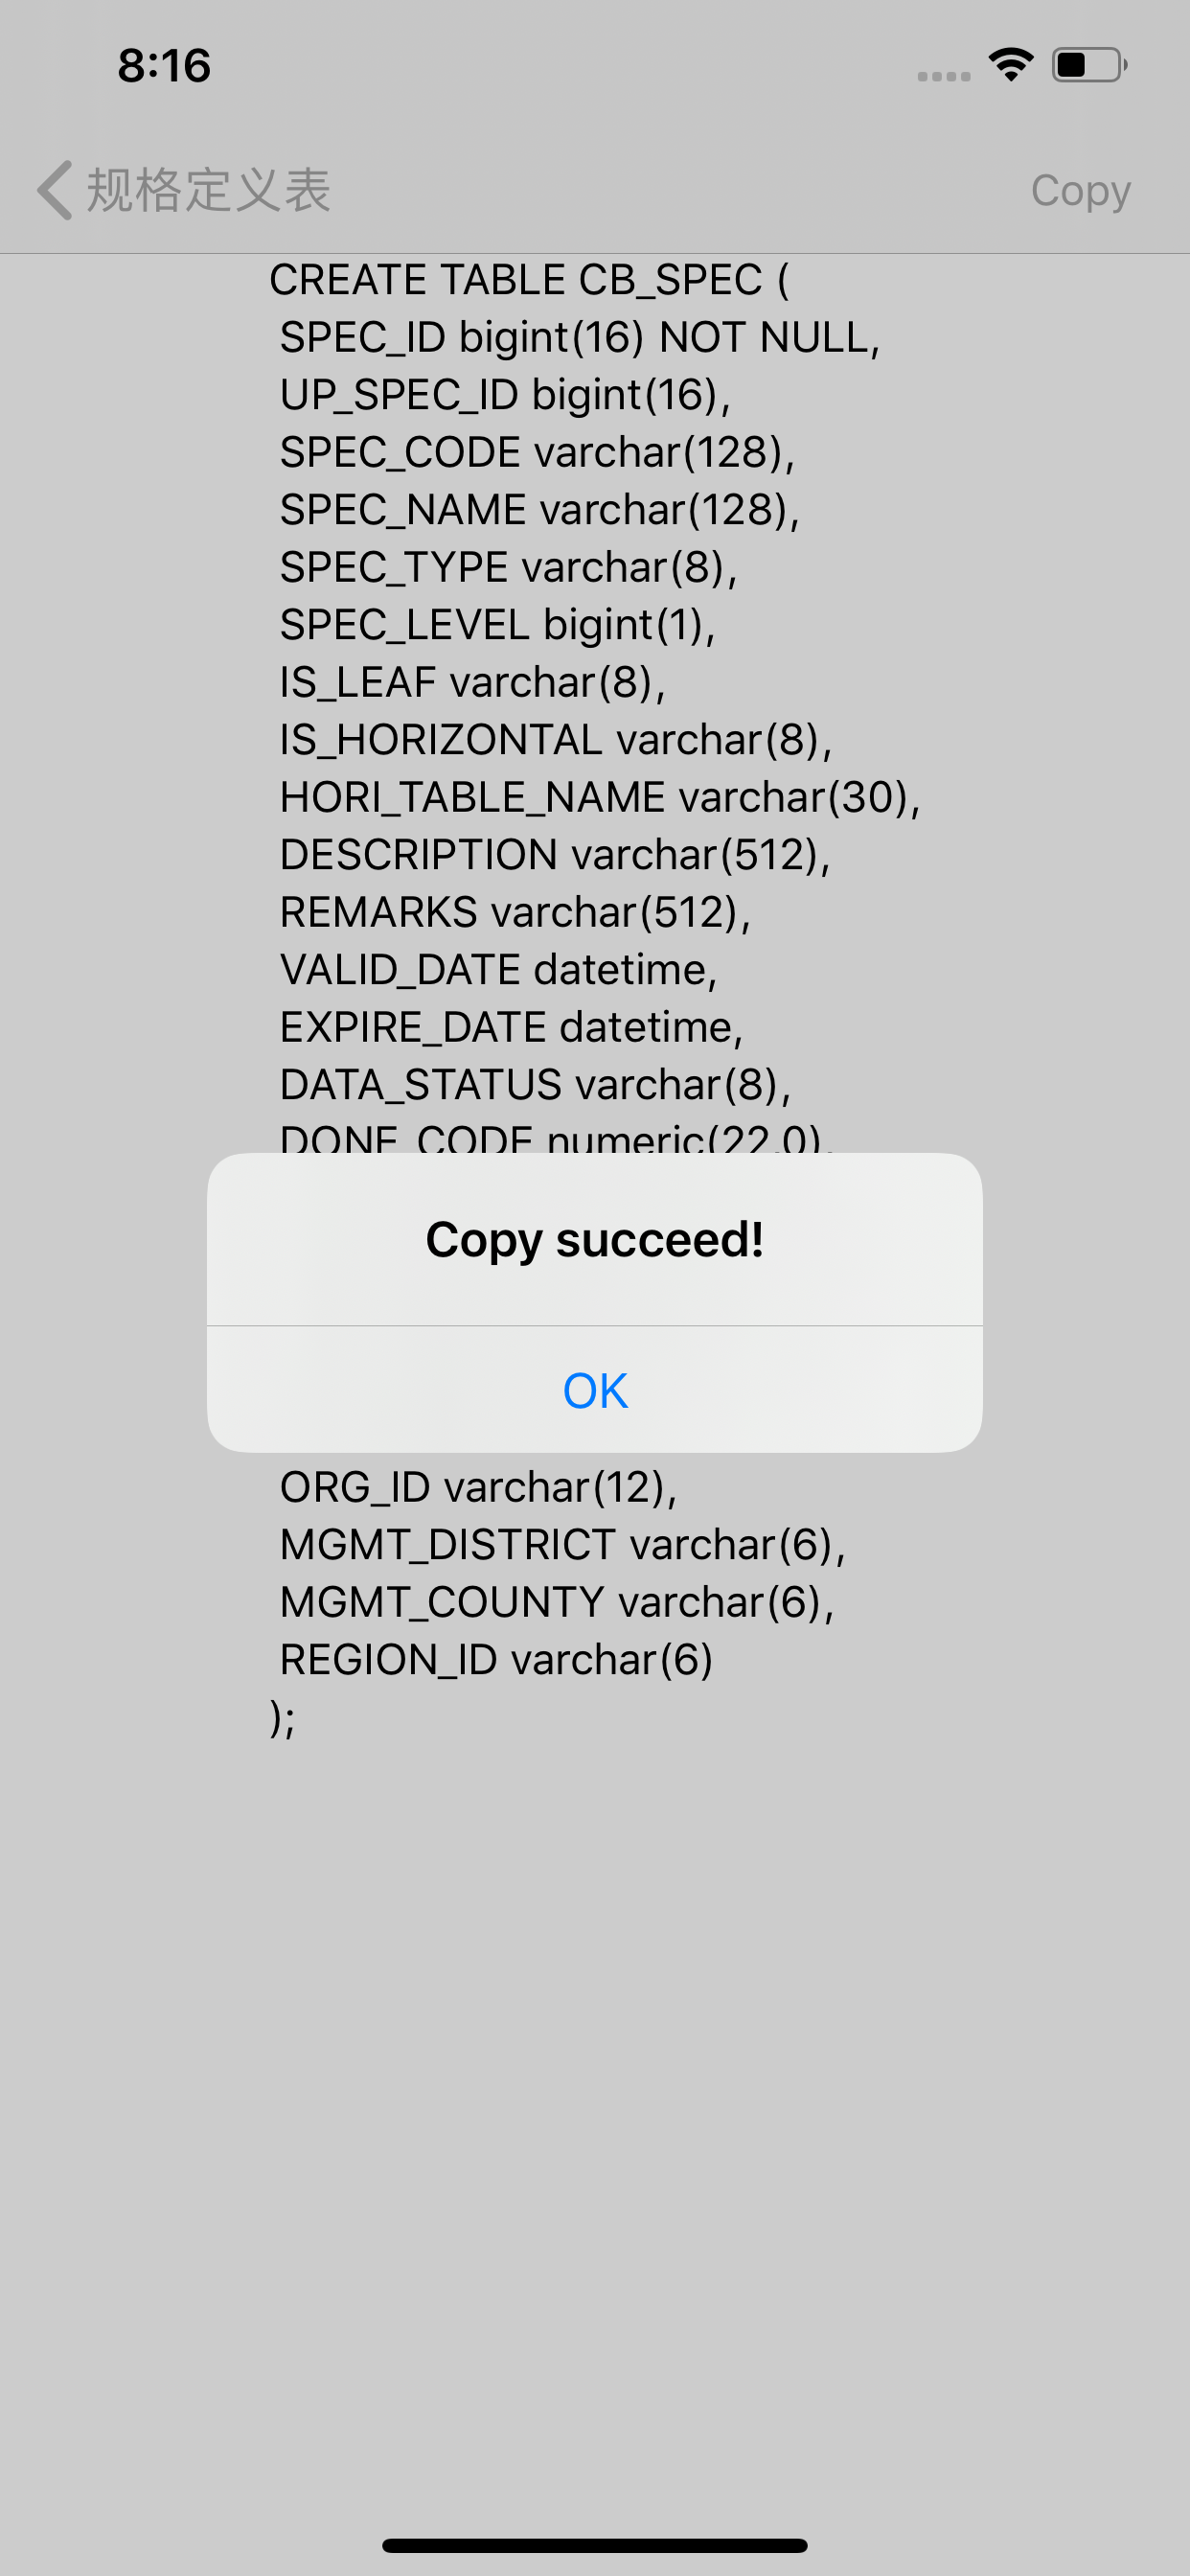 8:16
规格定义表
Copy
CREATE TABLE CB_SPEC (
SPEC_ID bigint(16) NOT NULL,
UP_SPEC_ID bigint(16),
SPEC_CODE varchar(128),
SPEC_NAME varchar(128),
SPEC_TYPE varchar(8),
SPEC_LEVEL bigint(1),
IS_LEAF varchar(8),
IS_HORIZONTAL varchar(8),
HORI_TABLE_NAME varchar(30),
DESCRIPTION varchar(512),
REMARKS varchar(512),
VALID_DATE datetime,
EXPIRE_DATE datetime,
DATA_STATUS varchar(8),
DONE_CODE numeric(22,0),
Copy succeed!
OK
ORG_ID varchar(12),
MGMT_DISTRICT varchar(6),
MGMT_COUNTY varchar(6),
REGION_ID varchar(6)
);